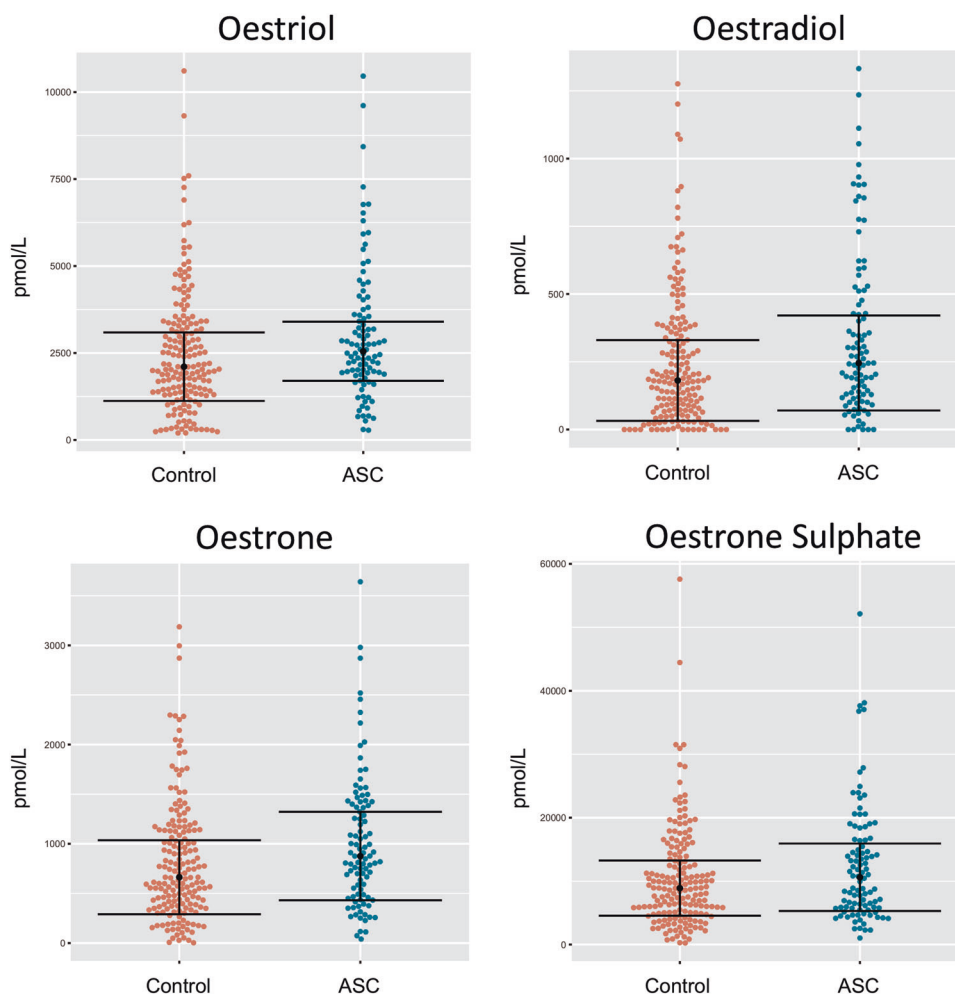 Oestriol
pmol/L
10000
7500
5000
2500
0
Control ASC
Oestradiol
pmol/L
1000
500
0
Control ASC
Oestrone
pmol/L
3000
2000
1000
0
Control ASC
Oestrone Sulphate
pmol/L
60000
40000
20000
0
Control ASC